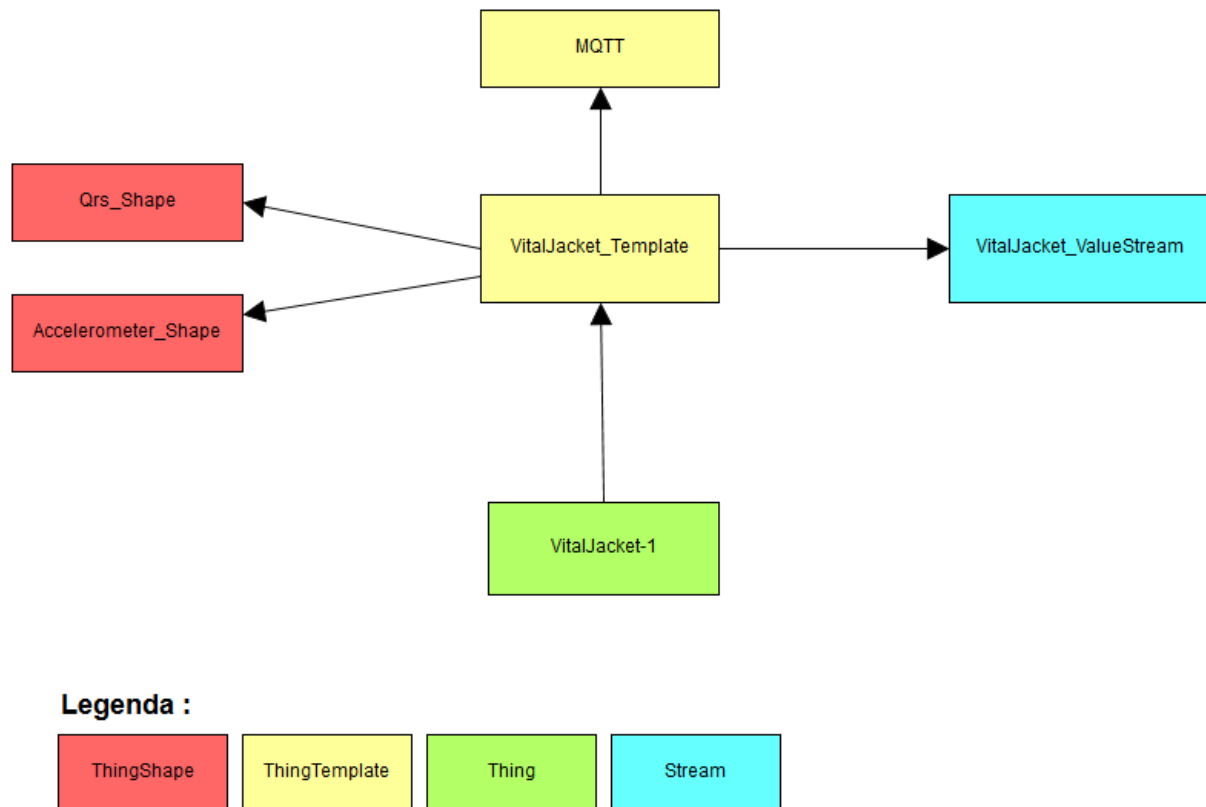 MQTT
Qrs_Shape
VitalJacket_Template
VitalJacket_ValueStream
Accelerometer_Shape
VitalJacket-1
Legenda :
ThingShape
ThingTemplate
Thing
Stream